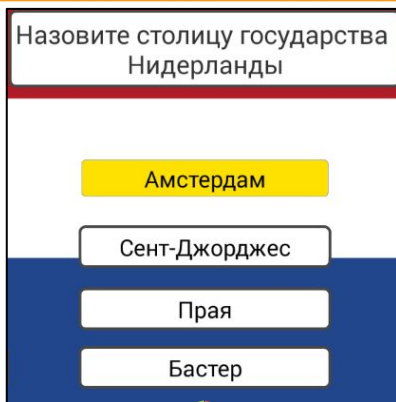 Назовите столицу государства
Нидерланды
Амстердам
Сент-Джорджес
Прая
Бастер